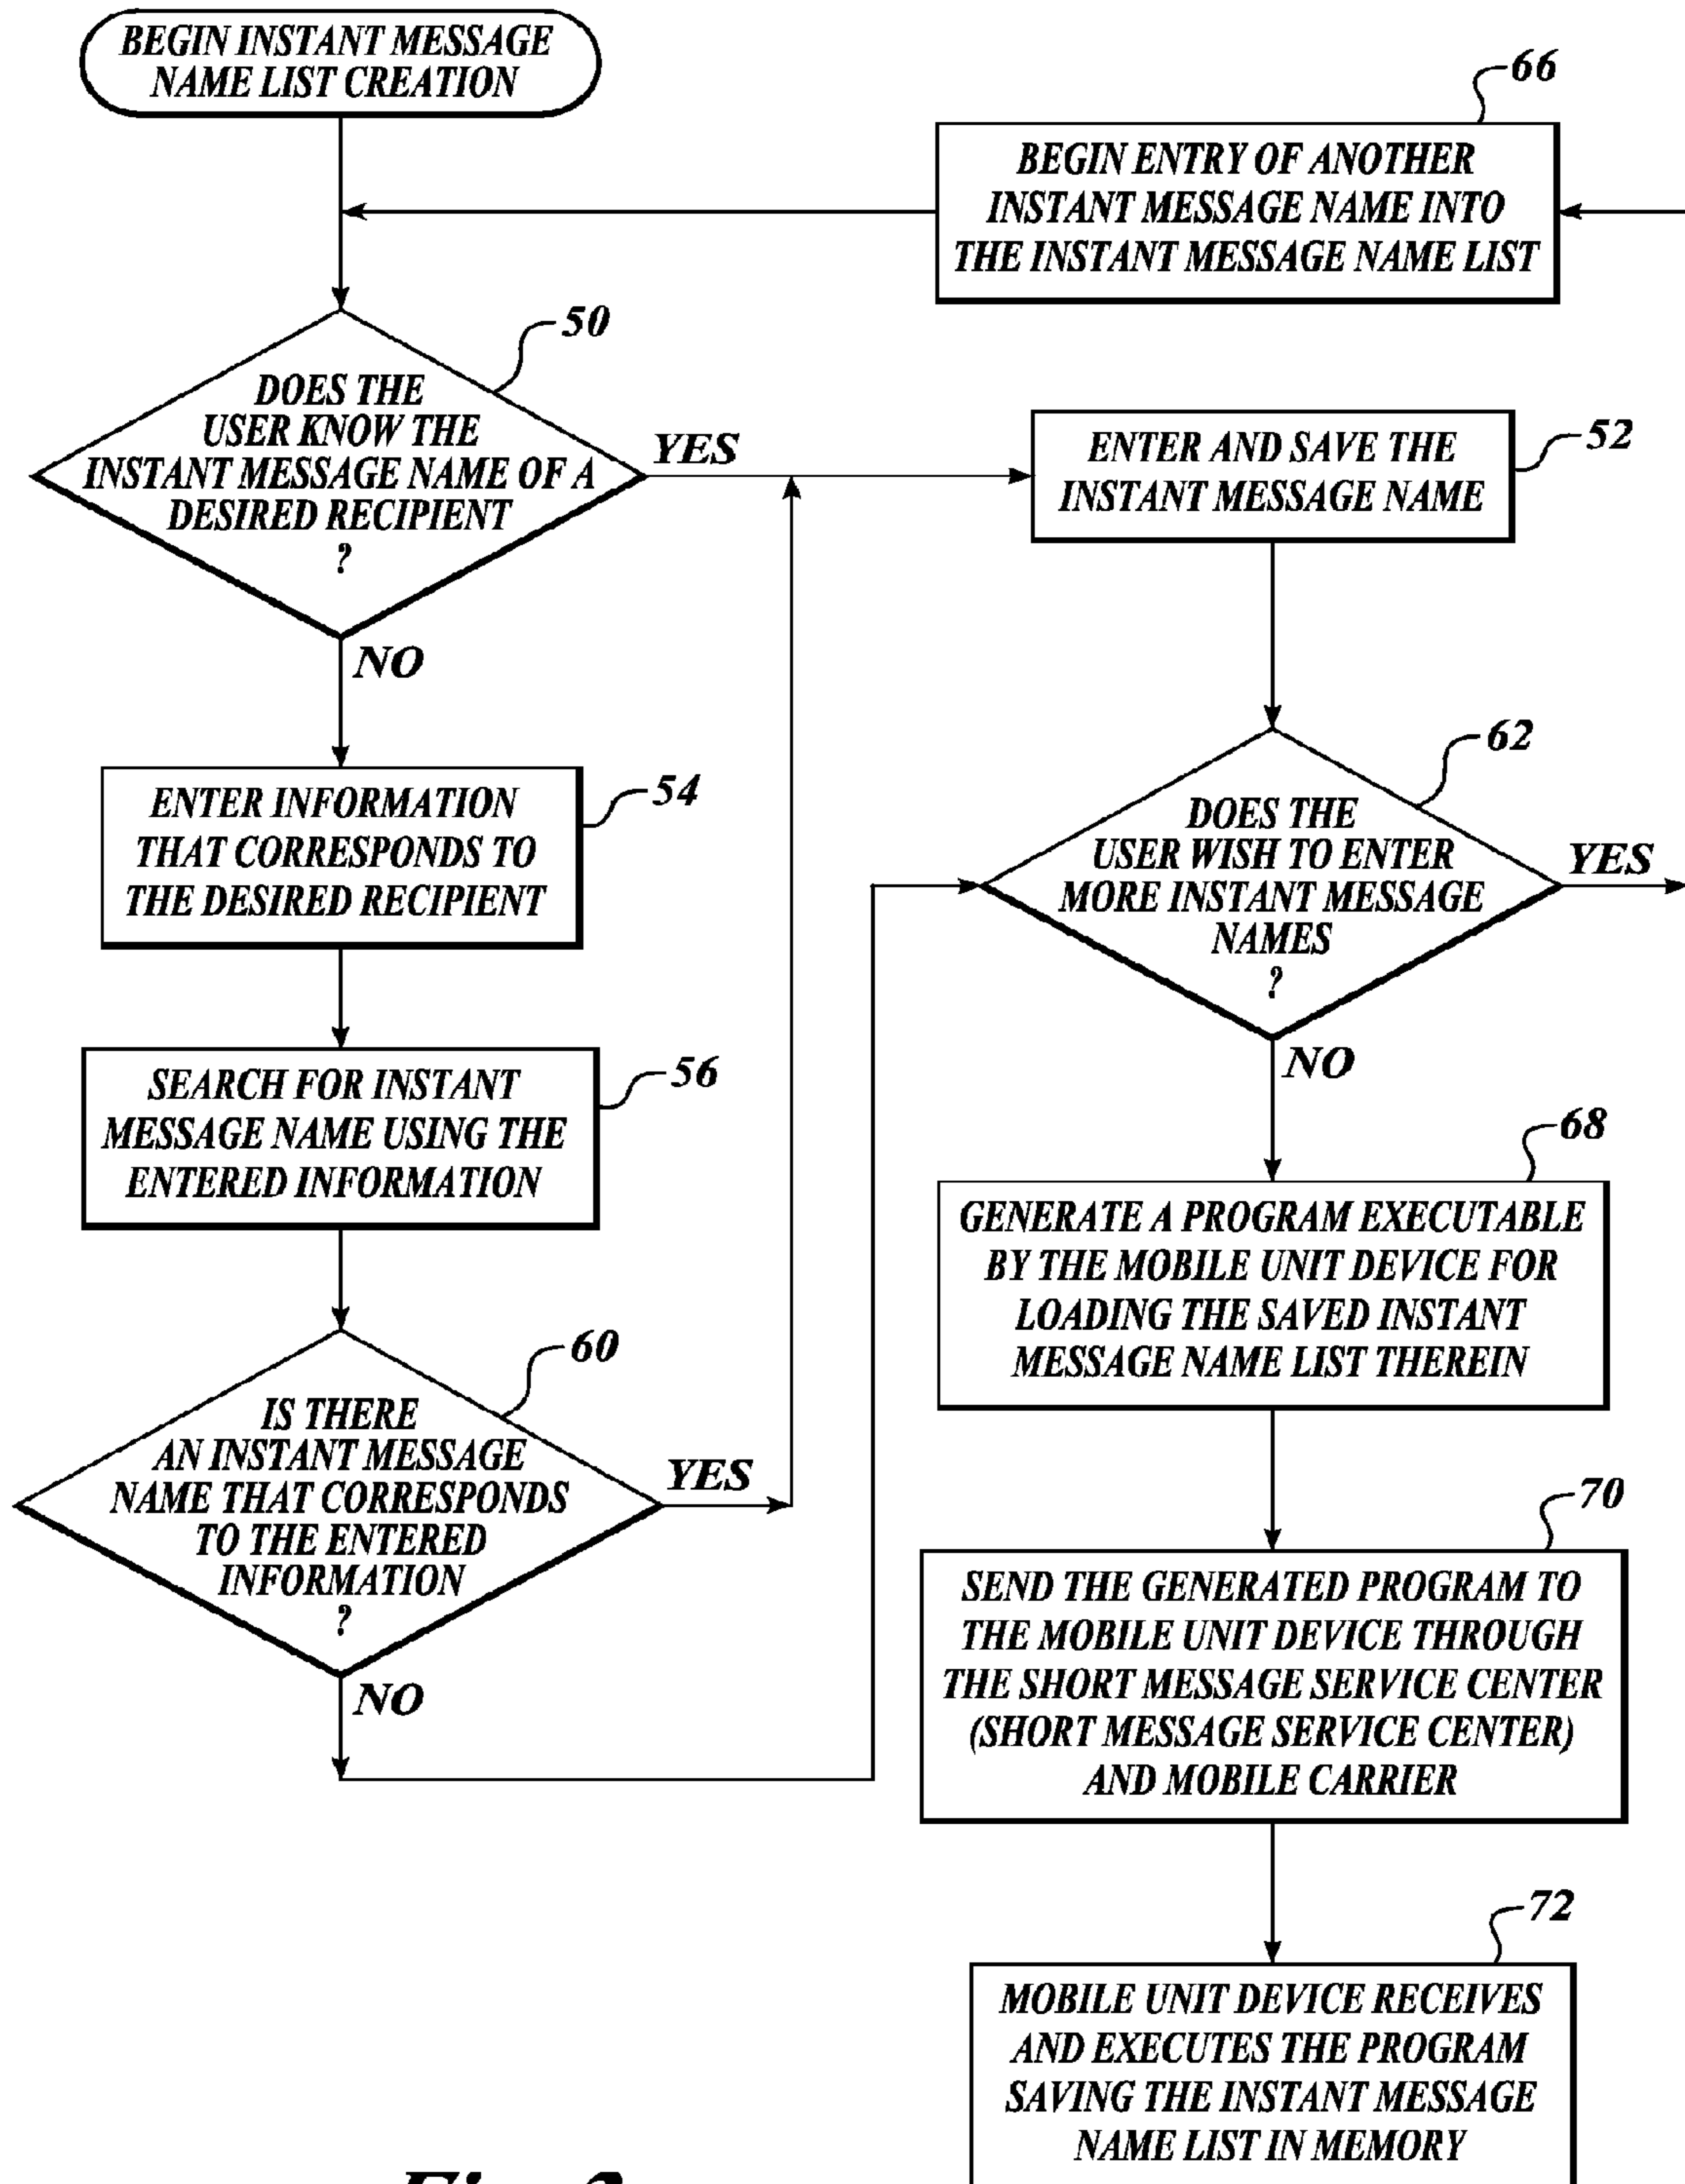 BEGIN INSTANT MESSAGE
NAME LIST CREATION
66
BEGIN ENTRY OF ANOTHER
INSTANT MESSAGE NAME INTO
THE INSTANT MESSAGE NAME LIST
50
DOES THE
USER KNOW THE
INSTANT MESSAGE NAME OF A
DESIRED RECIPIENT
?
YES
NO
52
ENTER AND SAVE THE
INSTANT MESSAGE NAME
54
ENTER INFORMATION
THAT CORRESPONDS TO
THE DESIRED RECIPIENT
62
DOES THE
USER WISH TO ENTER
MORE INSTANT MESSAGE
NAMES
?
YES
NO
56
SEARCH FOR INSTANT
MESSAGE NAME USING THE
ENTERED INFORMATION
60
IS THERE
AN INSTANT MESSAGE
NAME THAT CORRESPONDS
TO THE ENTERED
INFORMATION
?
YES
NO
68
GENERATE A PROGRAM EXECUTABLE
BY THE MOBILE UNIT DEVICE FOR
LOADING THE SAVED INSTANT
MESSAGE NAME LIST THEREIN
70
SEND THE GENERATED PROGRAM TO
THE MOBILE UNIT DEVICE THROUGH
THE SHORT MESSAGE SERVICE CENTER
(SHORT MESSAGE SERVICE CENTER)
AND MOBILE CARRIER
72
MOBILE UNIT DEVICE RECEIVES
AND EXECUTES THE PROGRAM
SAVING THE INSTANT MESSAGE
NAME LIST IN MEMORY